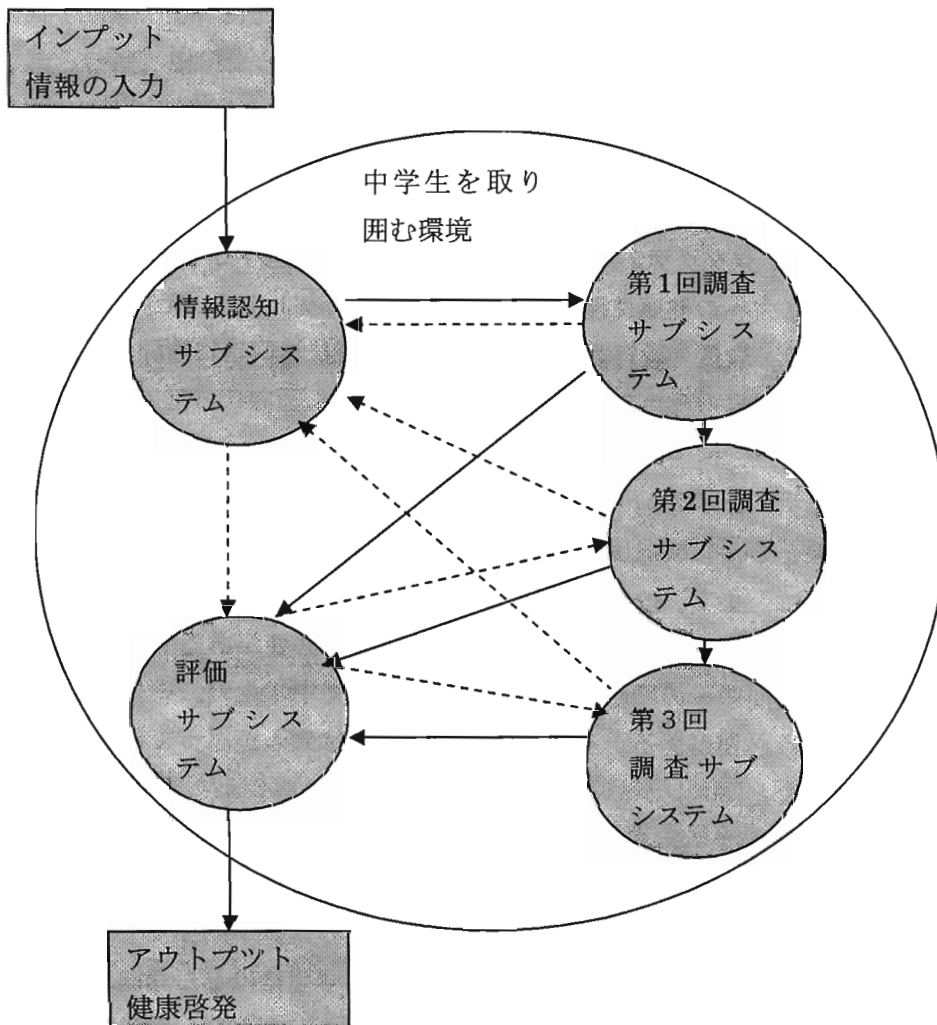 インプット
情報の入力
中学生を取り
囲む環境
情報認知
サブシス
テム
第1回調査
サブシス
テム
第2回調査
サブシス
テム
評価
サブシス
テム
第3回
調査サブ
システム
アウトプツト
健康啓発